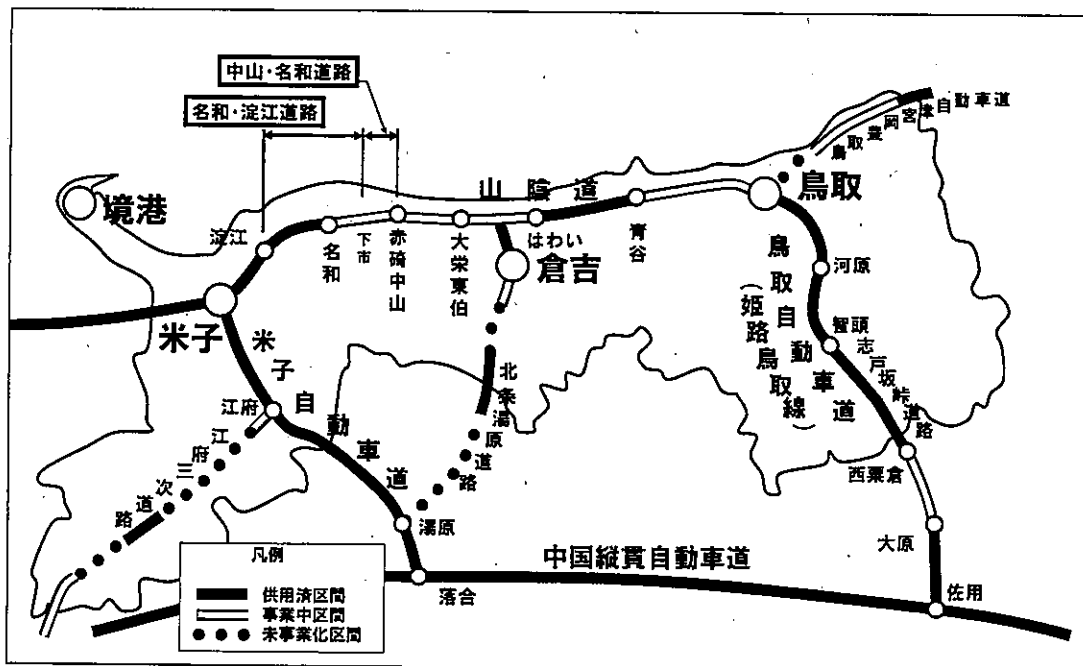 中山・名和道路
名和・淀江道路
鳥取豊岡宮津自動車道
境港
山陰道
鳥取
淀江
名和
下市
赤碕中山
大栄東伯
はわい
倉吉
青谷
河原
鳥取自動車道
(姫路鳥取線)
智頭
志戸坂峠道路
米子
米子自動車道
江府
江府三次道路
北条湯原道路
西粟倉
湯原
大原
中国縦貫自動車道
落合
佐用
凡例
供用済区間
事業中区間
未事業化区間